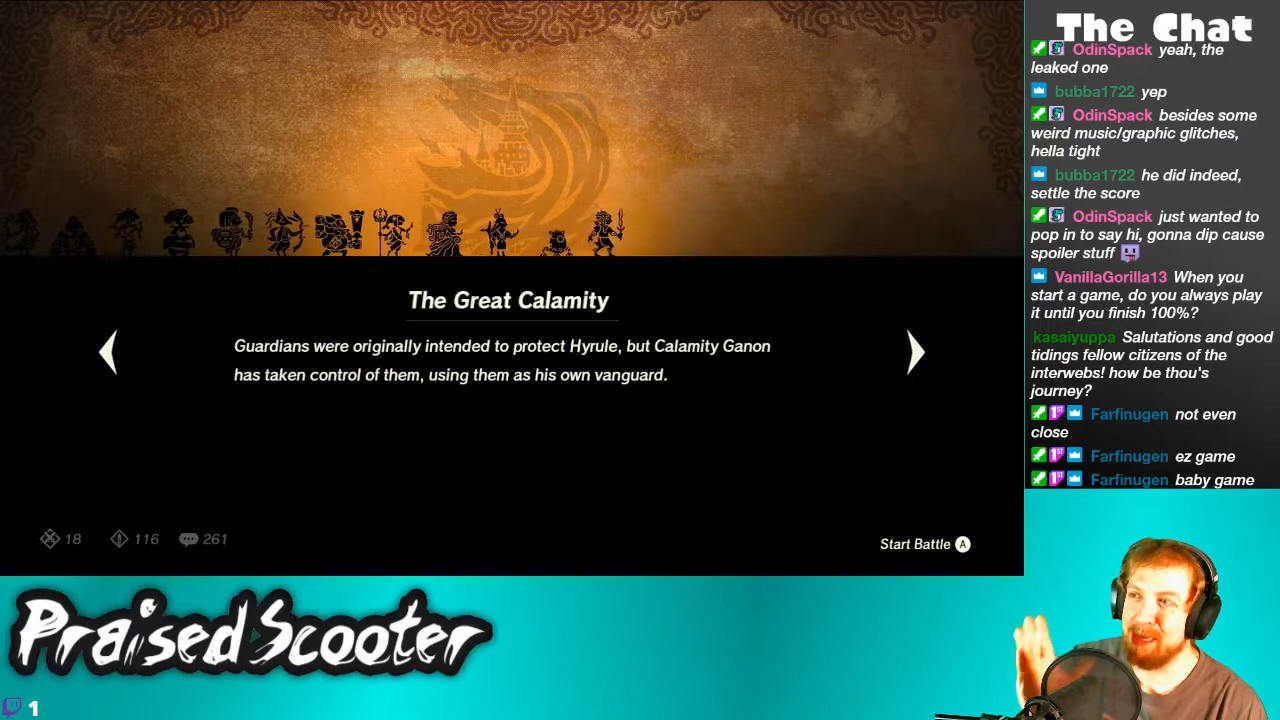 The Great Calamity
Guardians were originally intended to protect Hyrule, but Calamity Ganon
has taken control of them, using them as his own vanguard.
18 116 261
Start Battle A
The Chat
OdinSpack yeah, the
leaked one
bubba1722 yep
OdinSpack besides some
weird music/graphic glitches,
hella tight
bubba1722 he did indeed,
settle the score
OdinSpack just wanted to
pop in to say hi, gonna dip cause
spoiler stuff
VanillaGorilla13 When you
start a game, do you always play
it until you finish 100%?
kasaiyuppa Salutations and good
tidings fellow citizens of the
interwebs! how be thou's
journey?
1ST Farfinugen not even
close
1ST Farfinugen ez game
1ST Farfinugen baby game
PraisedScooter
1